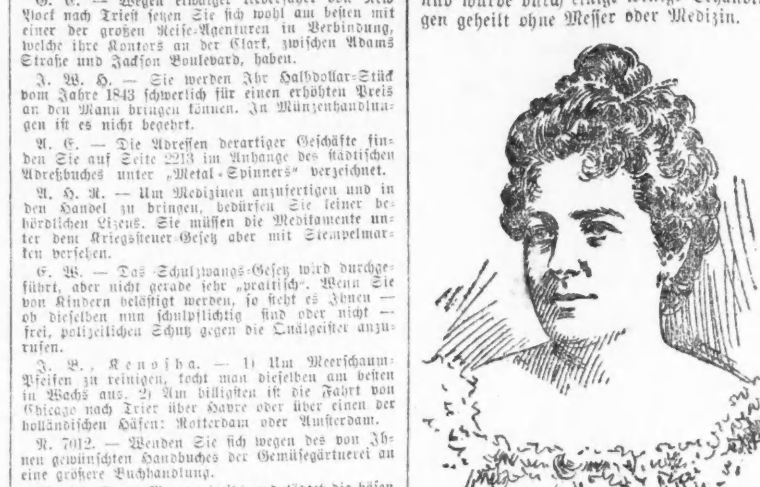 G. E. — Wegen etwaiger Ueberfahrt von New
York nach Triest setzen Sie sich wohl am besten mit
einer der großen Reise-Agenturen in Verbindung,
welche ihre Kontors an der Clark, zwischen Adams
Straße und Jackson Boulevard, haben.
J. W. H. — Sie werden Ihr Halbdollar-Stück
vom Jahre 1843 schwerlich für einen erhöhten Preis
an den Mann bringen können. In Münzenhandlun-
gen ist es nicht begehrt.
A. E. — Die Adressen derartiger Geschäfte fin-
den Sie auf Seite 2213 im Anhange des städtischen
Adreßbuches unter „Metal-Spinners“ verzeichnet.
A. H. R. — Um Medizinen anzufertigen und in
den Handel zu bringen, bedürfen Sie keiner be-
hördlichen Lizens. Sie müssen die Medikamente un-
ter dem Kriegssteuer-Gesetz aber mit Stempelmar-
ken versehen.
E. W. — Das Schulzwangs-Gesetz wird durchge-
führt, aber nicht gerade sehr „praktisch“. Wenn Sie
von Kindern belästigt werden, so steht es Ihnen —
ob dieselben nun schulpflichtig sind oder nicht —
frei, polizeilichen Schutz gegen die Quälgeister anzu-
rufen.
J. B., Kenosha. — 1) Um Meerschaum-
Pfeifen zu reinigen, kocht man dieselben am besten
in Wachs aus. 2) Am billigsten ist die Fahrt von
Chicago nach Trier über Havre oder über einen der
holländischen Häfen: Rotterdam oder Amsterdam.
N. 7012. — Wenden Sie sich wegen des von Ih-
nen gewünschten Handbuches der Gemüsegärtnerei an
eine größere Buchhandlung.
und wurde durch einige wenige
gen geheilt ohne Messer oder Medizin.